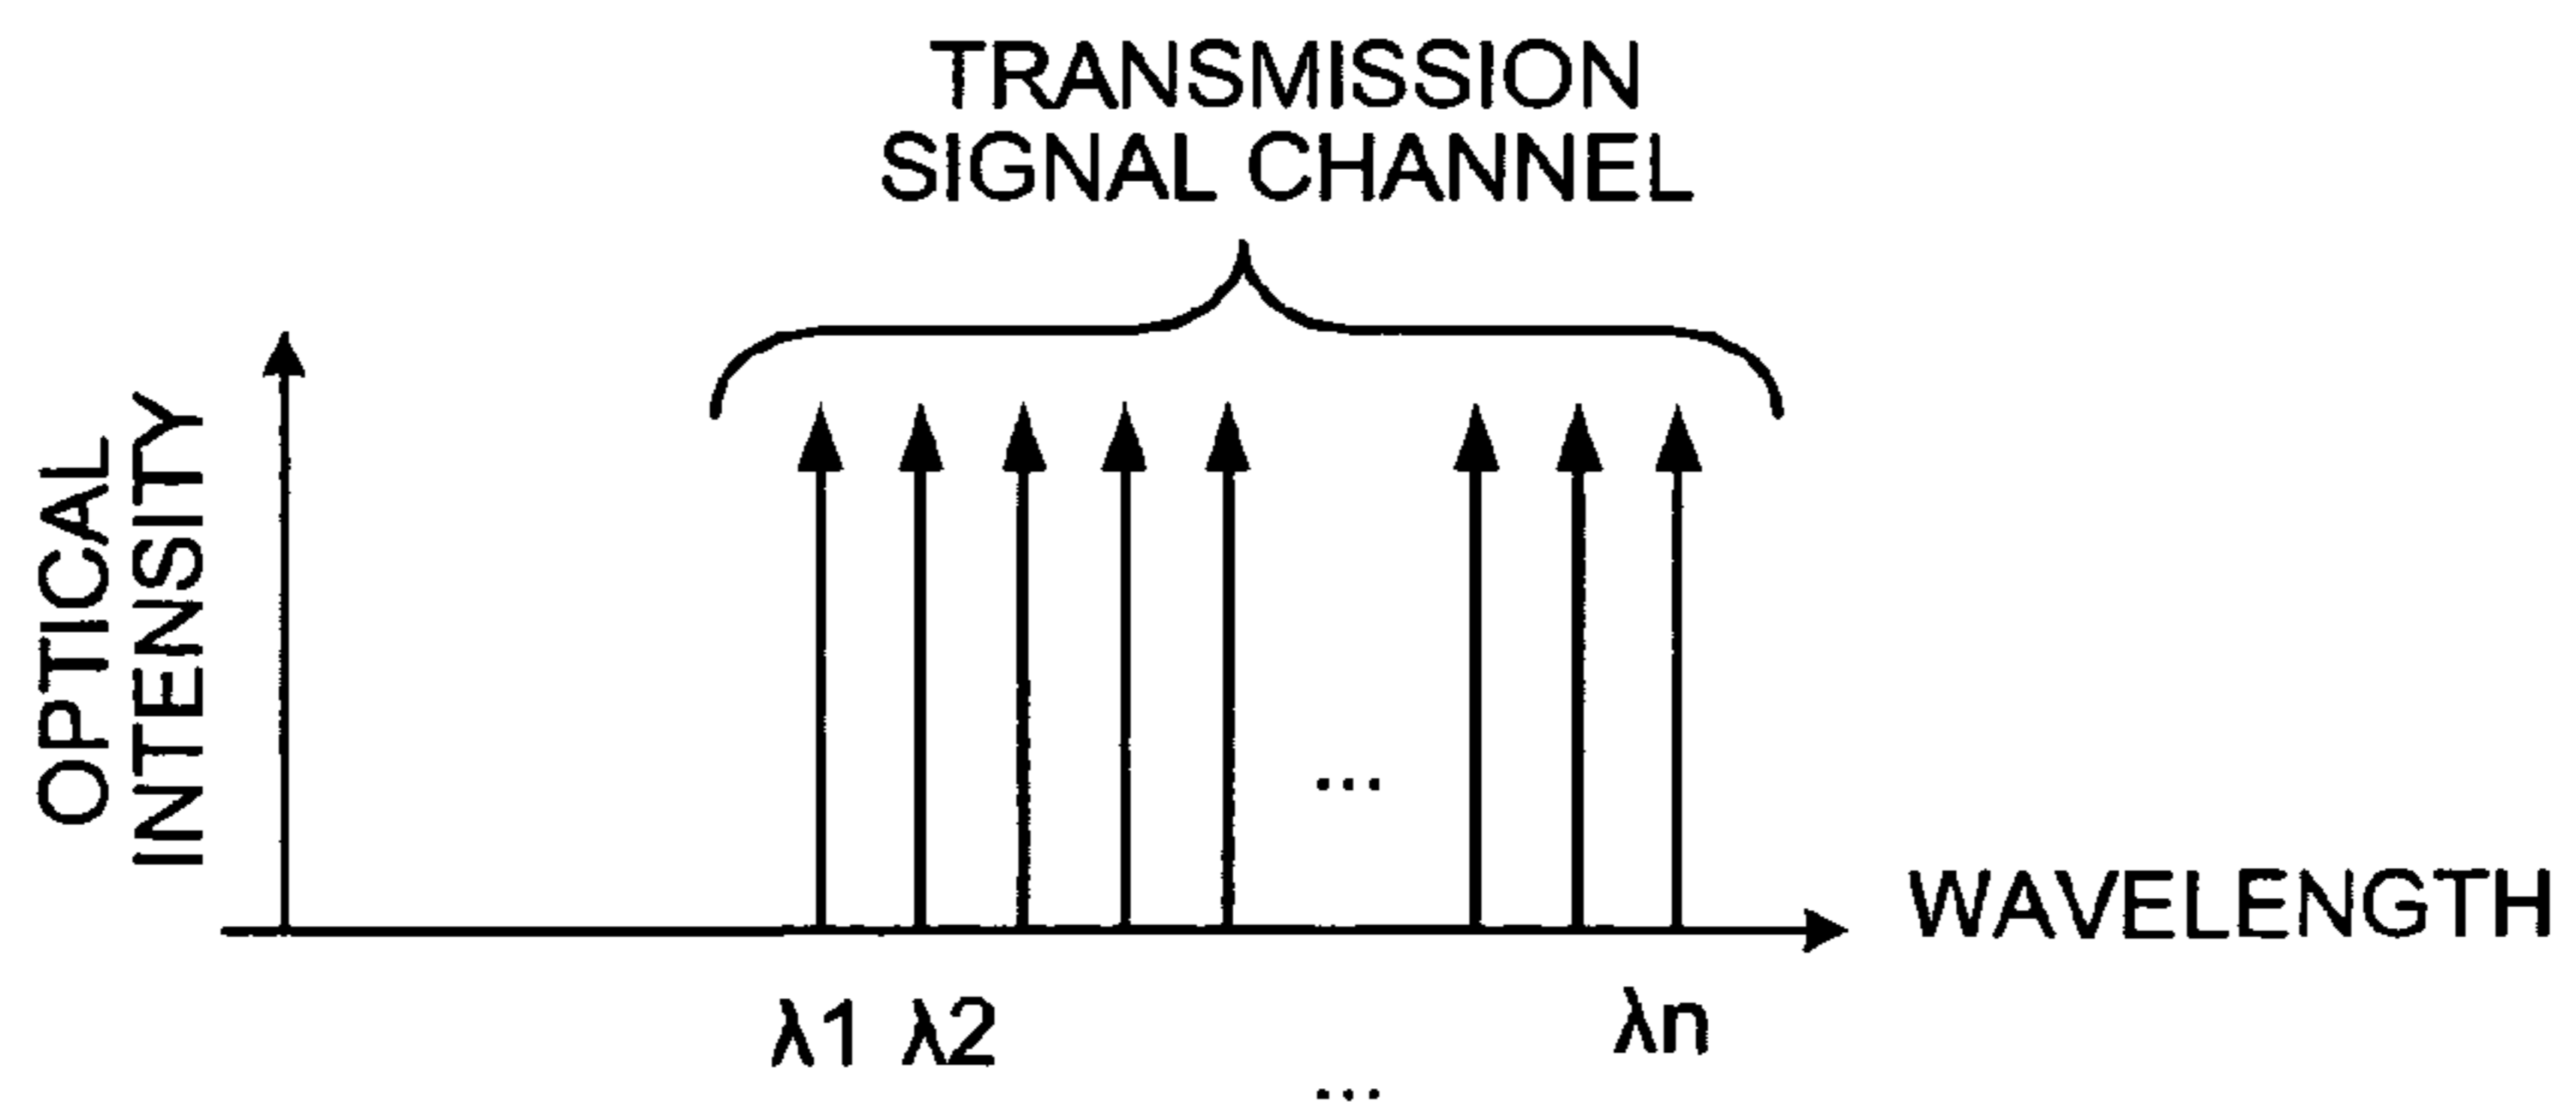 TRANSMISSION
SIGNAL CHANNEL
OPTICAL
INTENSITY
...
WAVELENGTH
λ1 λ2 ... λn